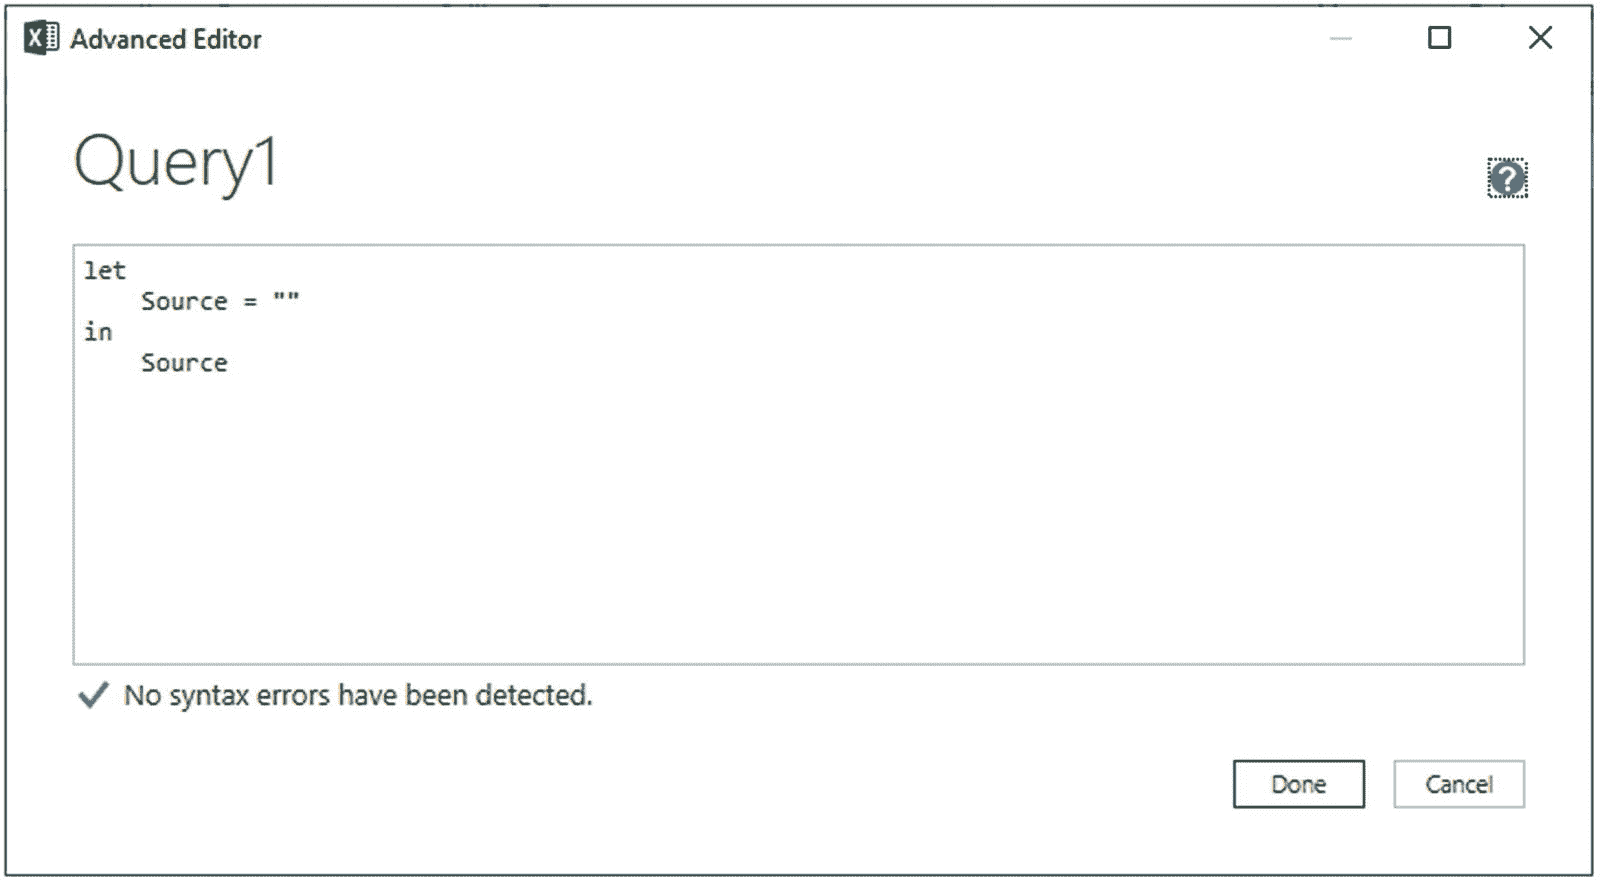 Advanced Editor
Query1
let
    Source = ""
in
    Source
No syntax errors have been detected.
Done
Cancel